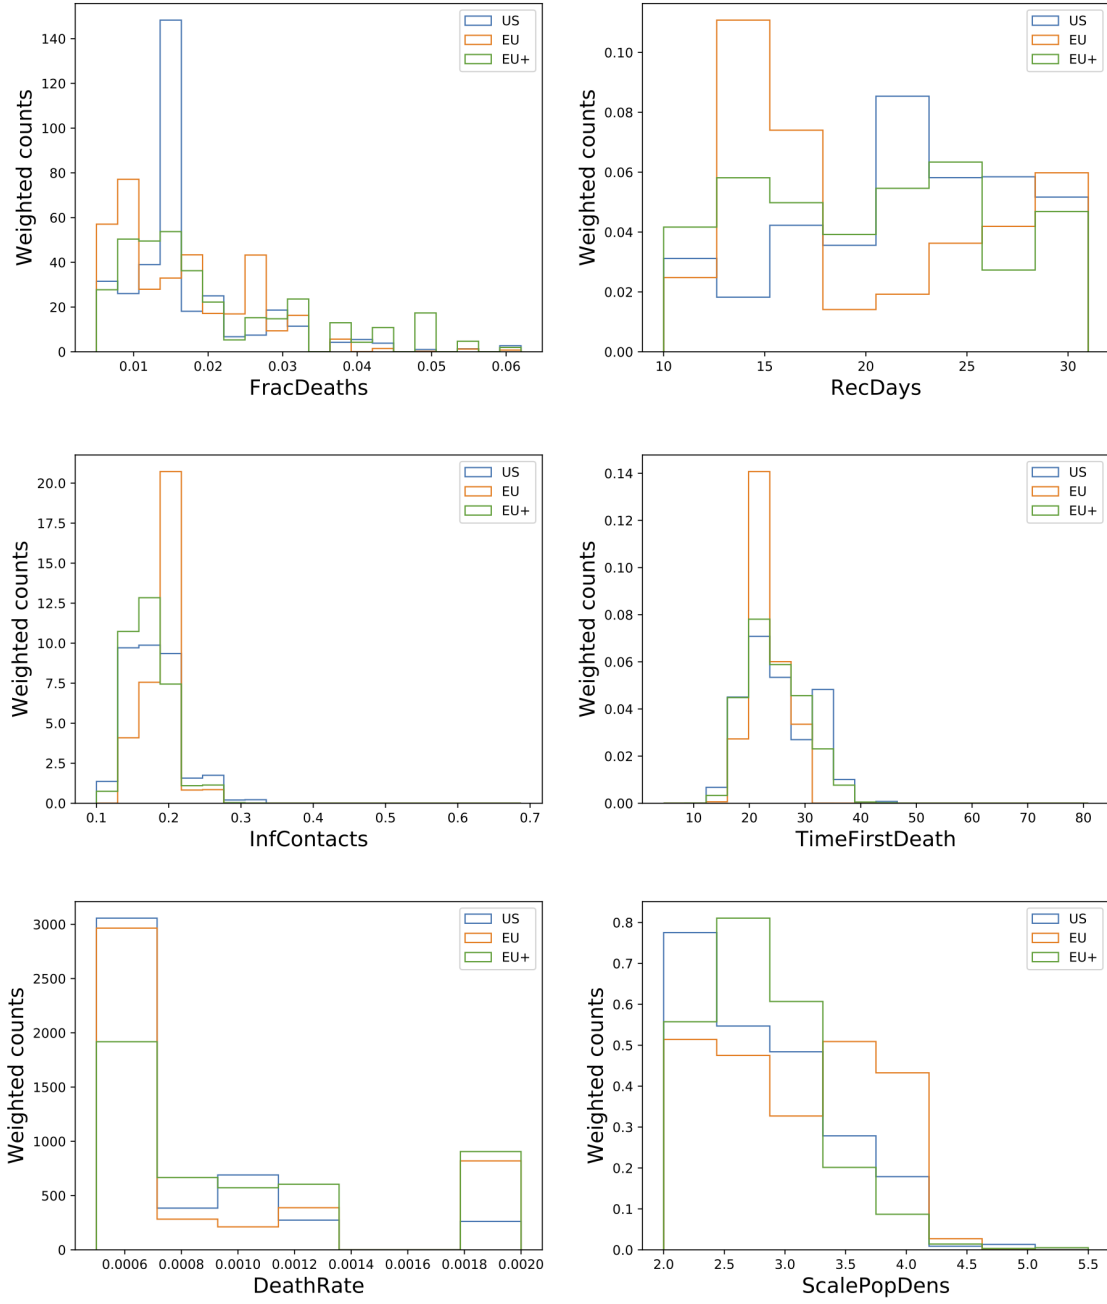 140
120
100
80
60
40
20
0
Weighted counts
US
EU
EU+
0.01 0.02 0.03 0.04 0.05 0.06
FracDeaths
0.10
0.08
0.06
0.04
0.02
0.00
Weighted counts
US
EU
EU+
10 15 20 25 30
RecDays
20.0
17.5
15.0
12.5
10.0
7.5
5.0
2.5
0.0
Weighted counts
US
EU
EU+
0.1 0.2 0.3 0.4 0.5 0.6 0.7
InfContacts
0.14
0.12
0.10
0.08
0.06
0.04
0.02
0.00
Weighted counts
US
EU
EU+
10 20 30 40 50 60 70 80
TimeFirstDeath
3000
2500
2000
1500
1000
500
0
Weighted counts
US
EU
EU+
0.0006 0.0008 0.0010 0.0012 0.0014 0.0016 0.0018 0.0020
DeathRate
0.8
0.7
0.6
0.5
0.4
0.3
0.2
0.1
0.0
Weighted counts
US
EU
EU+
2.0 2.5 3.0 3.5 4.0 4.5 5.0 5.5
ScalePopDens